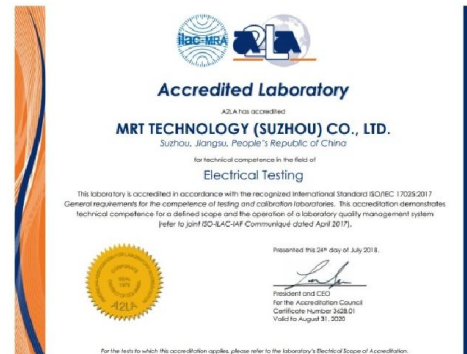 ilac-MRA
A2LA
Accredited Laboratory
A2LA has accredited
MRT TECHNOLOGY (SUZHOU) CO., LTD.
Suzhou, Jiangsu, People's Republic of China
for technical competence in the field of
Electrical Testing
This laboratory is accredited in accordance with the recognized International Standard ISO/IEC 17025:2017
General requirements for the competence of testing and calibration laboratories. This accreditation demonstrates
technical competence for a defined scope and the operation of a laboratory quality management system
(refer to joint ISO-ILAC-IAF Communiqué dated April 2017).
Presented this 24th day of July 2018.
President and CEO
For the Accreditation Council
Certificate Number 3628.01
Valid to August 31, 2020
A2LA
For the tests to which this accreditation applies, please refer to the laboratory's Electrical Scope of Accreditation.